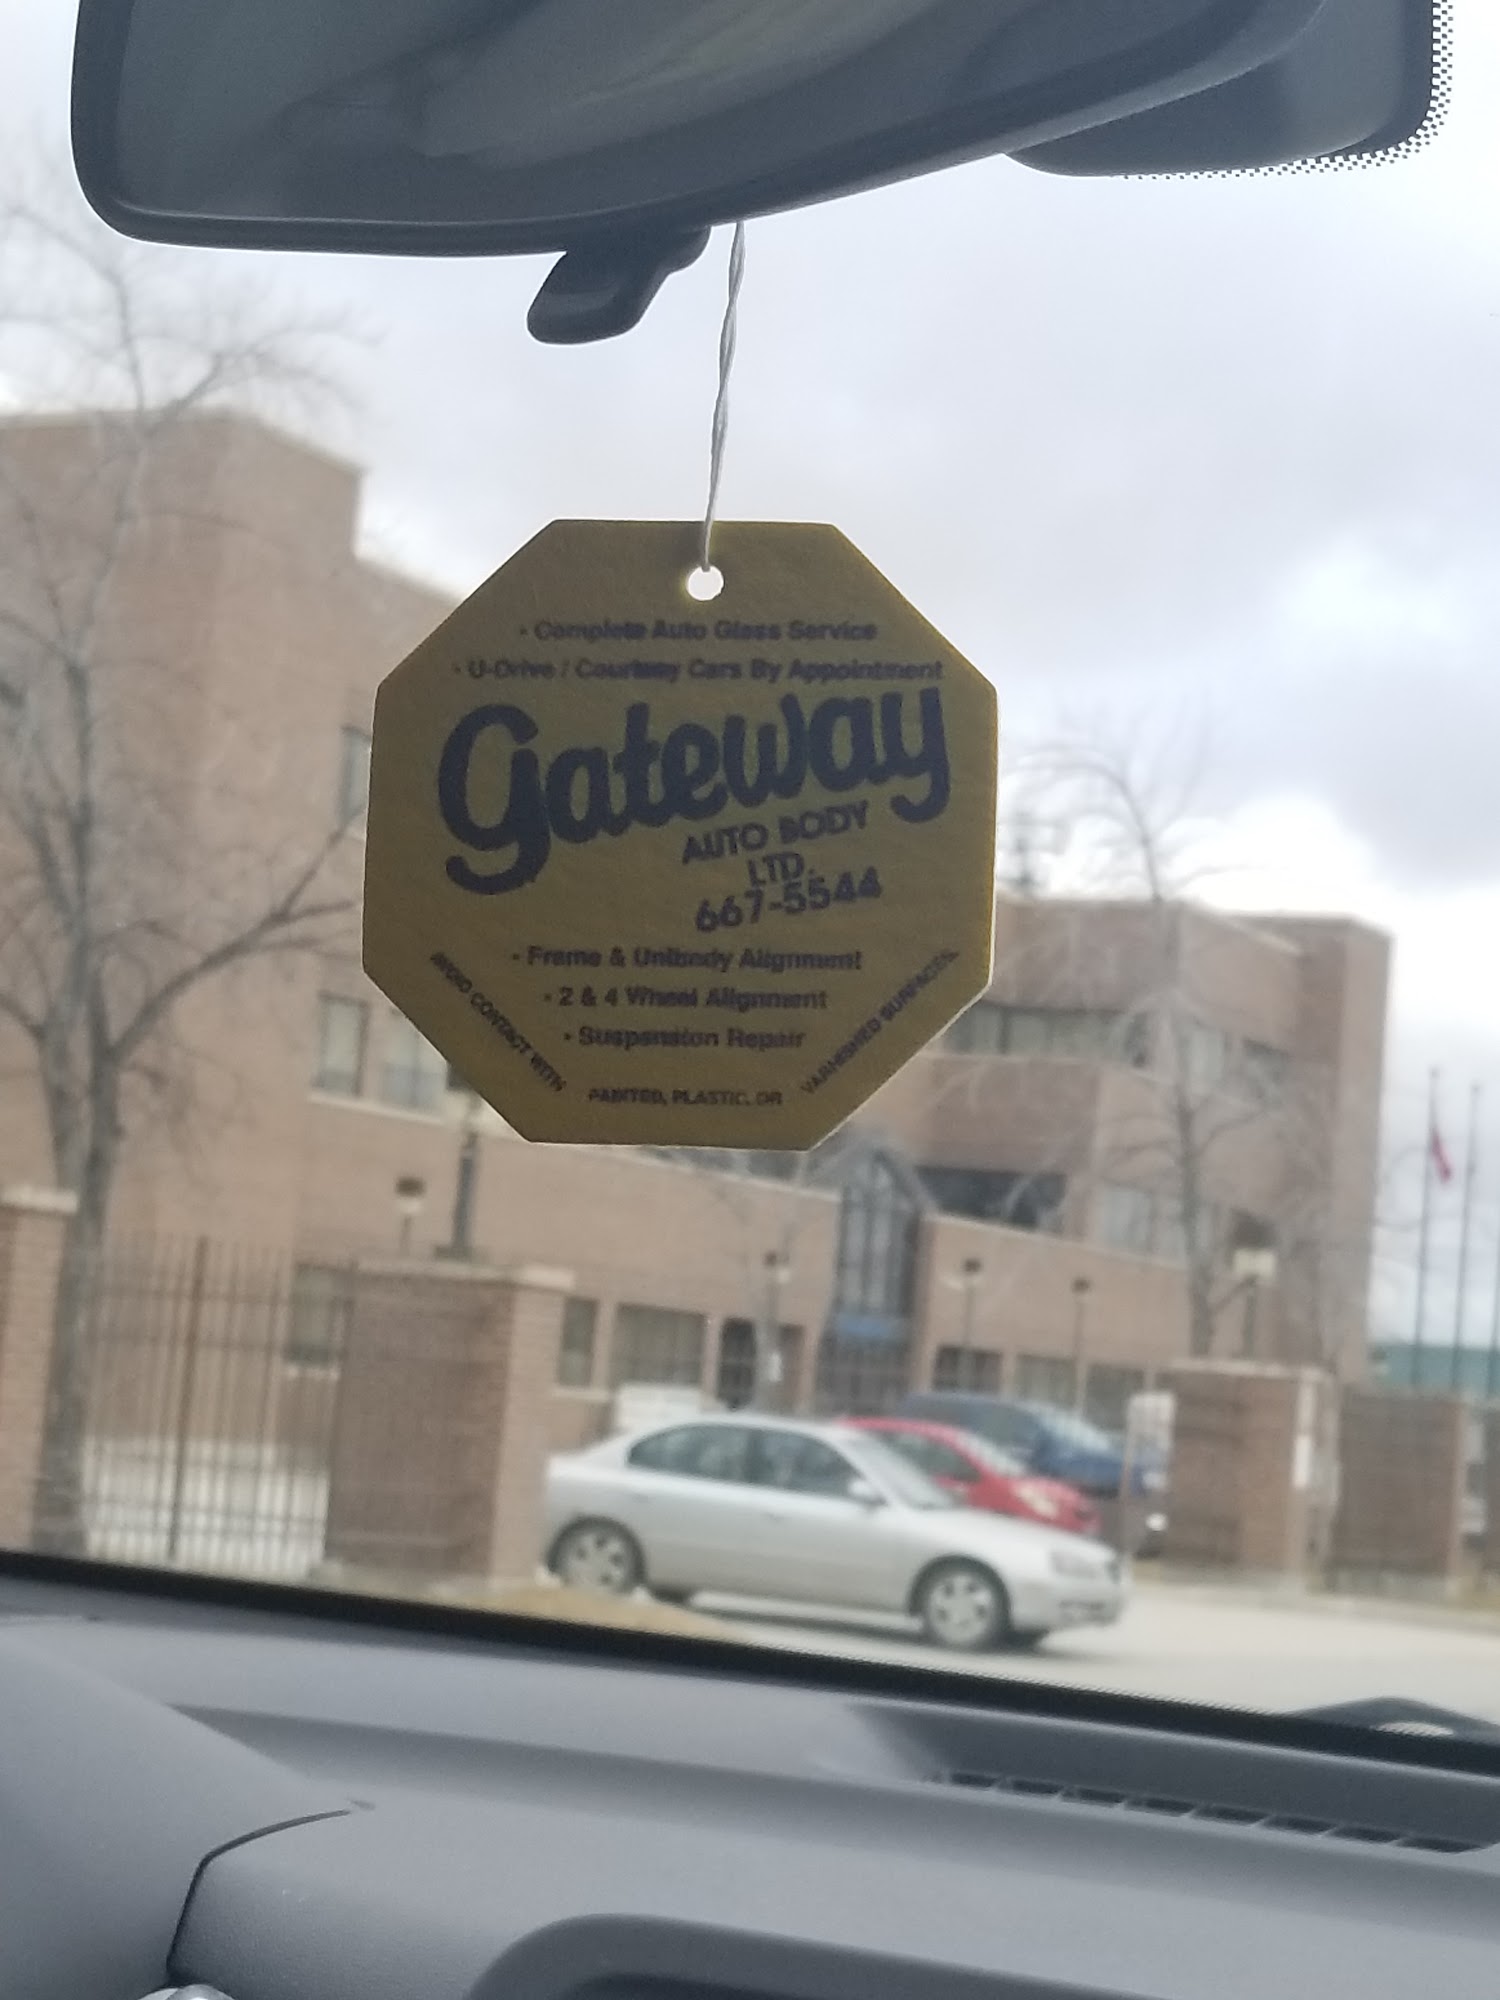 · Complete Auto Glass Service
· U-Drive / Courtesy Cars By Appointment
Gateway
AUTO BODY
LTD.
667-5544
· Frame & Unibody Alignment
· 2 & 4 Wheel Alignment
· Suspension Repair
AVOID CONTACT WITH
PAINTED, PLASTIC, OR
VARNISHED SURFACES